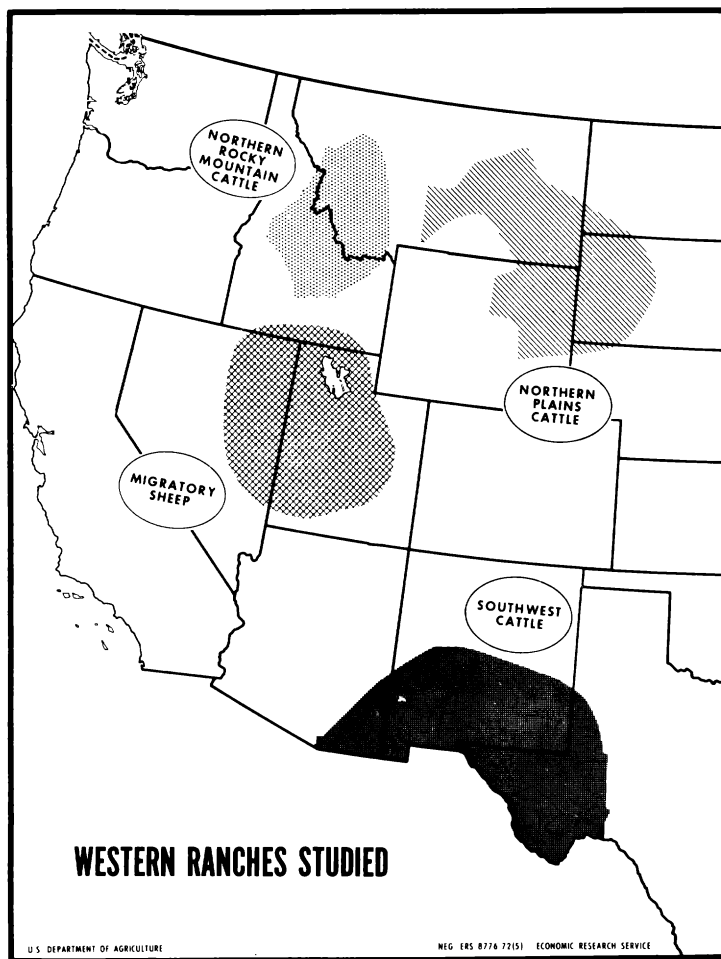 NORTHERN
ROCKY
MOUNTAIN
CATTLE
NORTHERN
PLAINS
CATTLE
MIGRATORY
SHEEP
SOUTHWEST
CATTLE
WESTERN RANCHES STUDIED
U S DEPARTMENT OF AGRICULTURE
NEG ERS 8776 72(5) ECONOMIC RESEARCH SERVICE